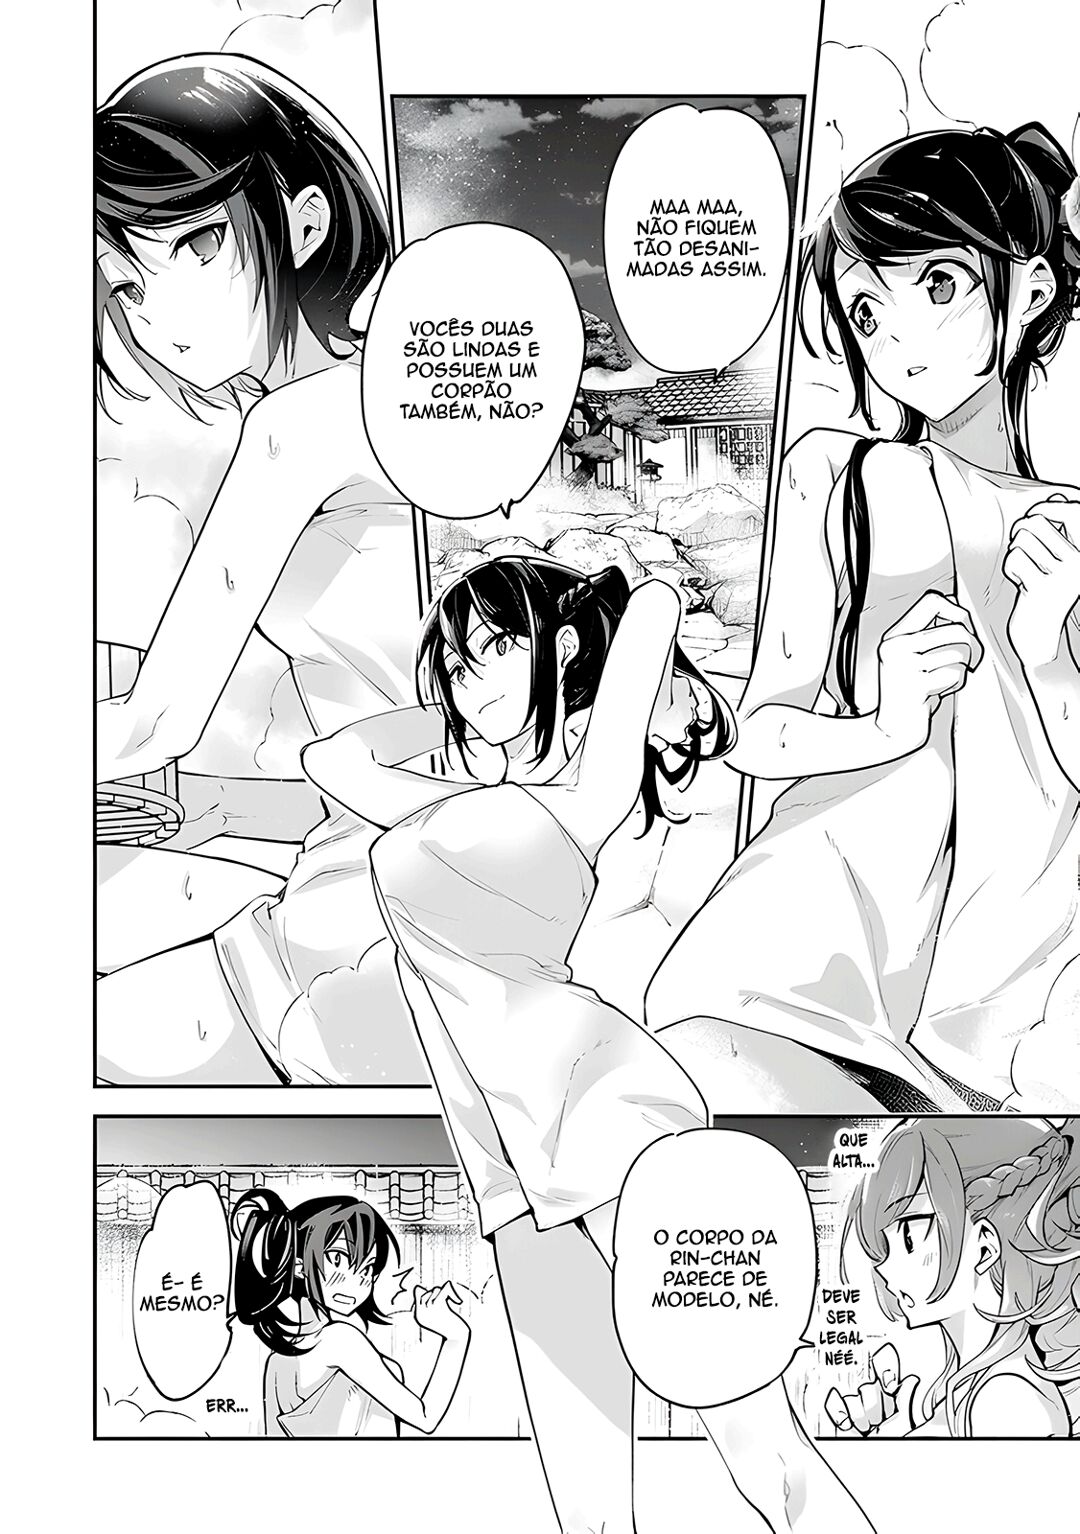 MAA MAA,
NÃO FIQUEM
TÃO DESANI-
MADAS ASSIM.
VOCÊS DUAS
SÃO LINDAS E
POSSUEM UM
CORPÃO
TAMBÉM, NÃO?
QUE
ALTA...
O CORPO DA
RIN-CHAN
PARECE DE
MODELO, NÉ.
DEVE
SER
LEGAL
NÉÉ.
É- É
MESMO?
ERR...